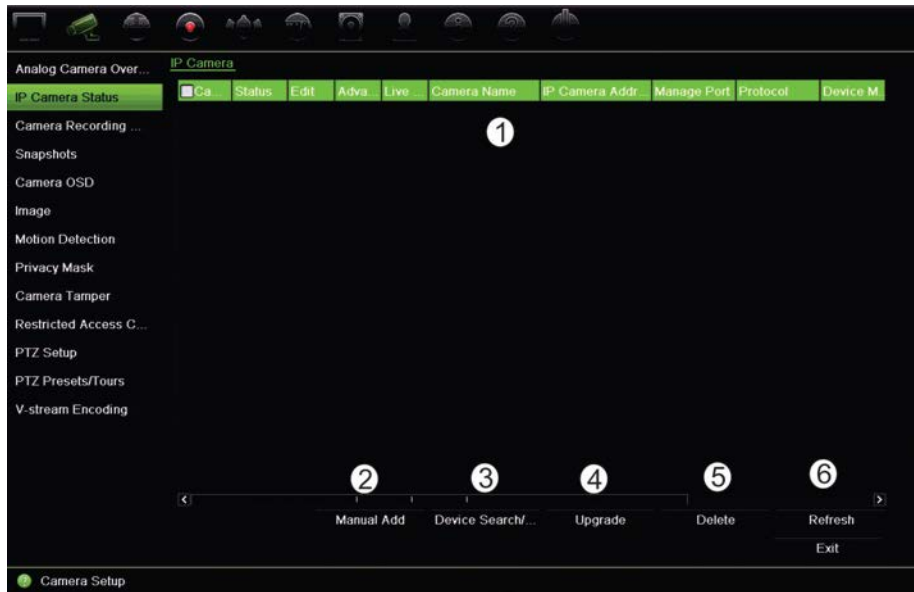 IP Camera
Analog Camera Over...
IP Camera Status
Camera Recording ...
Snapshots
Camera OSD
Image
Motion Detection
Privacy Mask
Camera Tamper
Restricted Access C...
PTZ Setup
PTZ Presets/Tours
V-stream Encoding
Ca... Status Edit Adva... Live ... Camera Name IP Camera Addr... Manage Port Protocol Device M...
1
2 3 4 5 6
Manual Add Device Search/... Upgrade Delete Refresh
Exit
Camera Setup